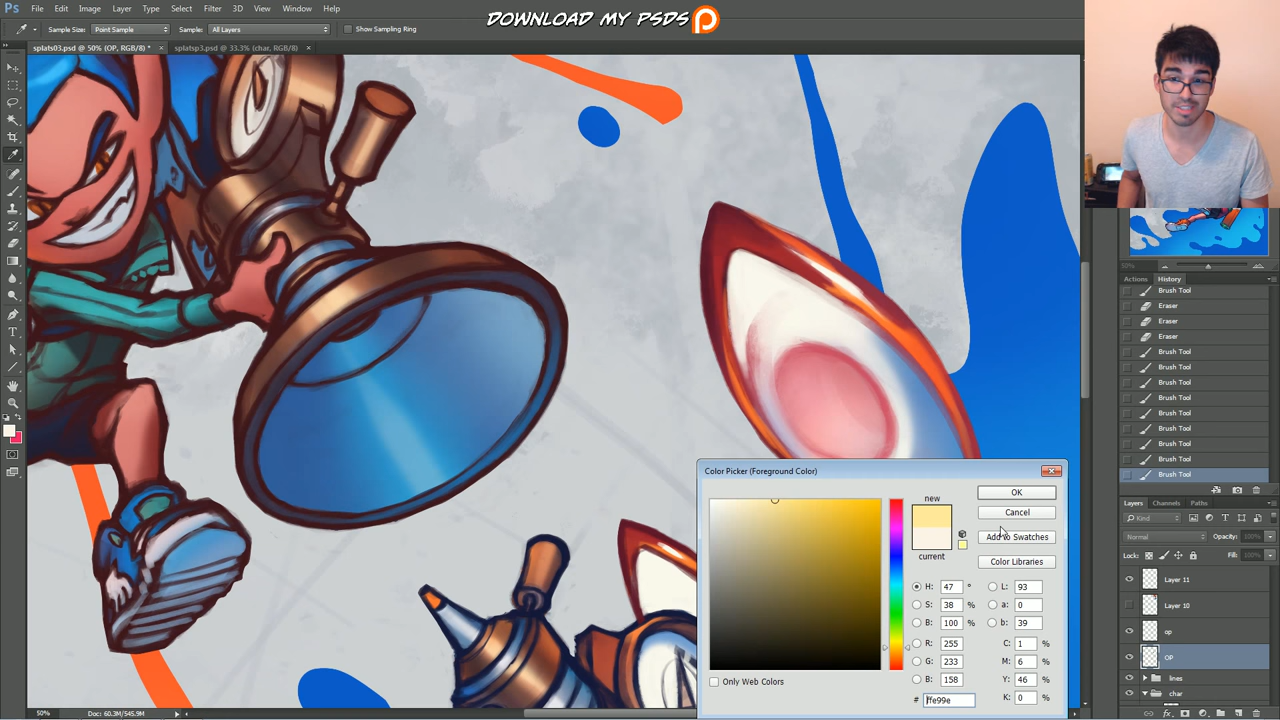 DOWNLOAD MY PSDS
Ps File Edit Image Layer Type Select Filter 3D View Window Help
Sample Size: Point Sample Sample: All Layers Show Sampling Ring
splats03.psd @ 50% (OP, RGB/8) * × splatsp3.psd @ 33.3% (char, RGB/8) ×
Actions History
Brush Tool
Eraser
Eraser
Eraser
Brush Tool
Brush Tool
Brush Tool
Brush Tool
Brush Tool
Brush Tool
Brush Tool
Brush Tool
Brush Tool
Layers Channels Paths
Kind
Normal Opacity: 100%
Lock: Fill: 100%
Layer 11
Layer 10
op
OP
lines
char
Color Picker (Foreground Color)
new
current
OK
Cancel
Add to Swatches
Color Libraries
H: 47 ° L: 93
S: 38 % a: 0
B: 100 % b: 39
R: 255 C: 1 %
G: 233 M: 6 %
B: 158 Y: 46 %
# ffe99e K: 0 %
Only Web Colors
50% Doc: 60.3M/545.9M